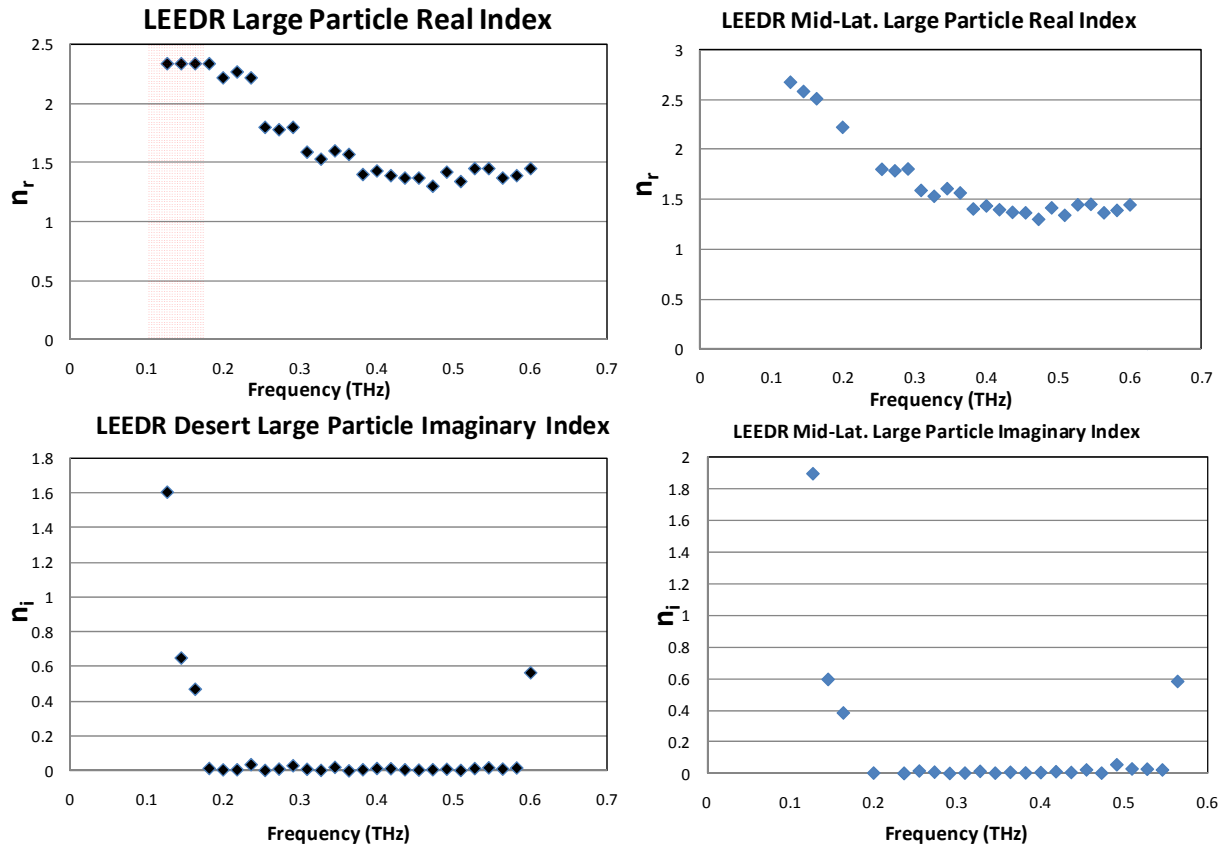 LEEDR Large Particle Real Index
2.5
2
1.5
1
0.5
0
n_r
0 0.1 0.2 0.3 0.4 0.5 0.6 0.7
Frequency (THz)
LEEDR Mid-Lat. Large Particle Real Index
3
2.5
2
1.5
1
0.5
0
n_r
0 0.1 0.2 0.3 0.4 0.5 0.6 0.7
Frequency (THz)
LEEDR Desert Large Particle Imaginary Index
1.8
1.6
1.4
1.2
1
0.8
0.6
0.4
0.2
0
n_i
0 0.1 0.2 0.3 0.4 0.5 0.6 0.7
Frequency (THz)
LEEDR Mid-Lat. Large Particle Imaginary Index
2
1.8
1.6
1.4
1.2
1
0.8
0.6
0.4
0.2
0
n_i
0 0.1 0.2 0.3 0.4 0.5 0.6
Frequency (THz)